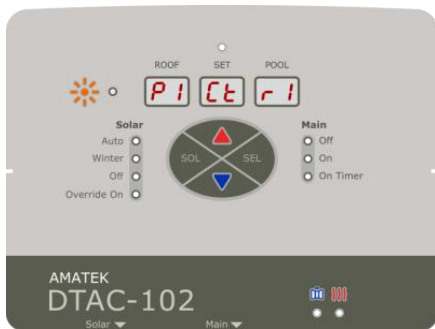 ROOF SET POOL
P1 Ct r1
Solar
Auto
Winter
Off
Override On
SOL SEL
Main
Off
On
On Timer
AMATEK
DTAC-102
Solar Main